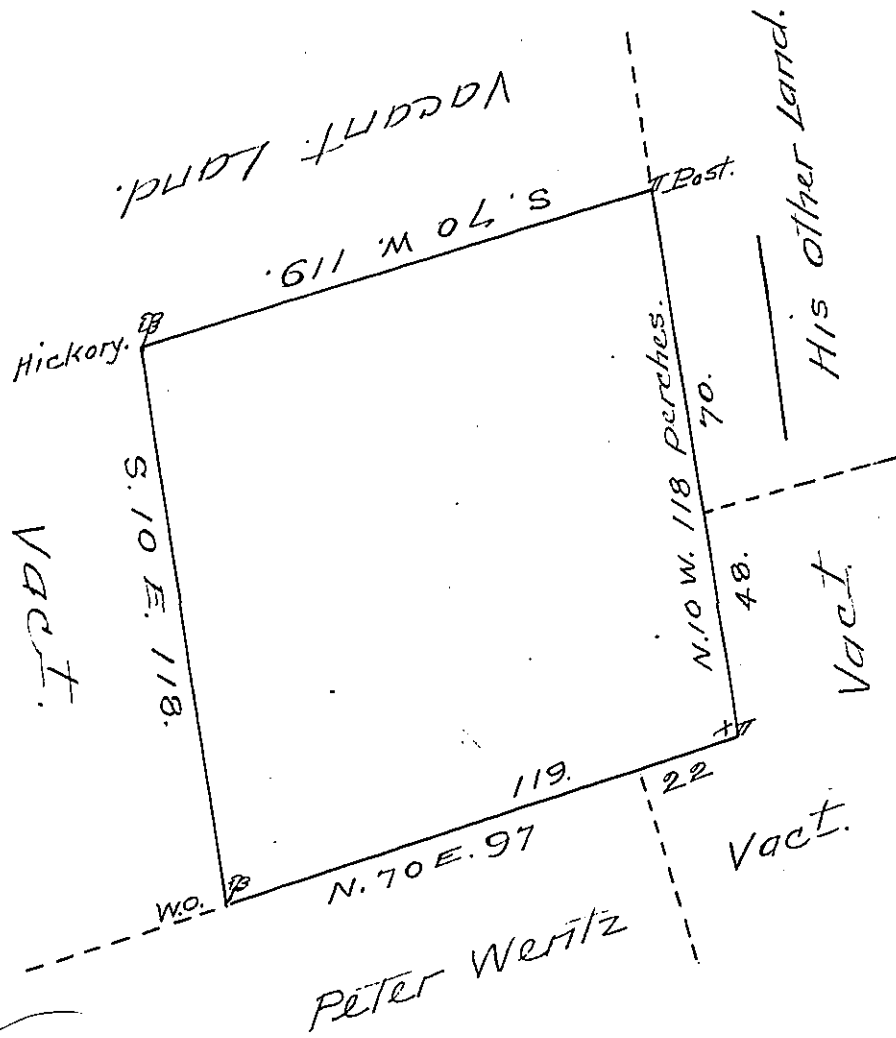 Vacant Land.
His Other Land.
Post.
S. 70 W. 119.
Hickory.
N. 10 W. 118 perches.
70.
S. 10 E. 118.
Vact.
48.
Vact
119.
22
N. 70 E. 97
Vact.
W.O.
Peter Wentz